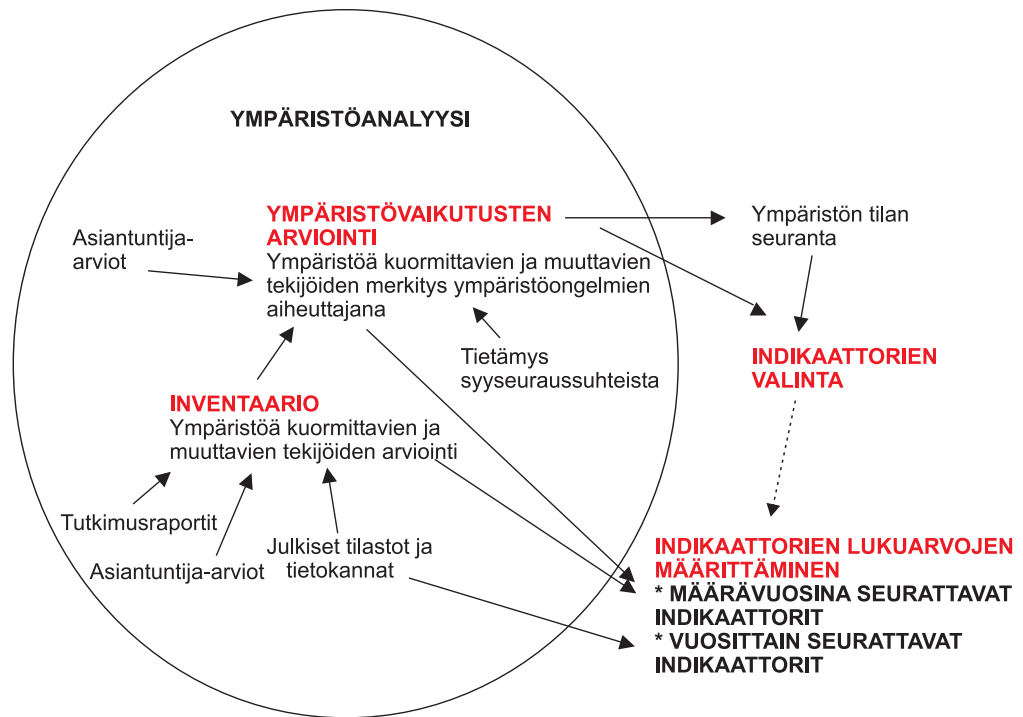 YMPÄRISTÖANALYYSI
YMPÄRISTÖVAIKUTUSTEN
ARVIOINTI
Ympäristöä kuormittavien ja muuttavien
tekijöiden merkitys ympäristöongelmien
aiheuttajana
Asiantuntija-
arviot
Ympäristön tilan
seuranta
Tietämys
syyseuraussuhteista
INDIKAATTORIEN
VALINTA
INVENTAARIO
Ympäristöä kuormittavien ja
muuttavien tekijöiden arviointi
Tutkimusraportit
Asiantuntija-arviot
Julkiset tilastot ja
tietokannat
INDIKAATTORIEN LUKUARVOJEN
MÄÄRITTÄMINEN
* MÄÄRÄVUOSINA SEURATTAVAT
INDIKAATTORIT
* VUOSITTAIN SEURATTAVAT
INDIKAATTORIT